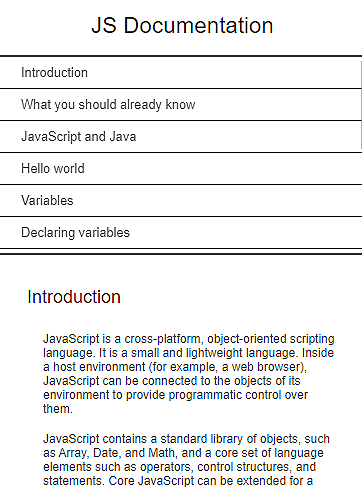 JS Documentation
Introduction
What you should already know
JavaScript and Java
Hello world
Variables
Declaring variables
Introduction
JavaScript is a cross-platform, object-oriented scripting
language. It is a small and lightweight language. Inside
a host environment (for example, a web browser),
JavaScript can be connected to the objects of its
environment to provide programmatic control over
them.
JavaScript contains a standard library of objects, such
as Array, Date, and Math, and a core set of language
elements such as operators, control structures, and
statements. Core JavaScript can be extended for a